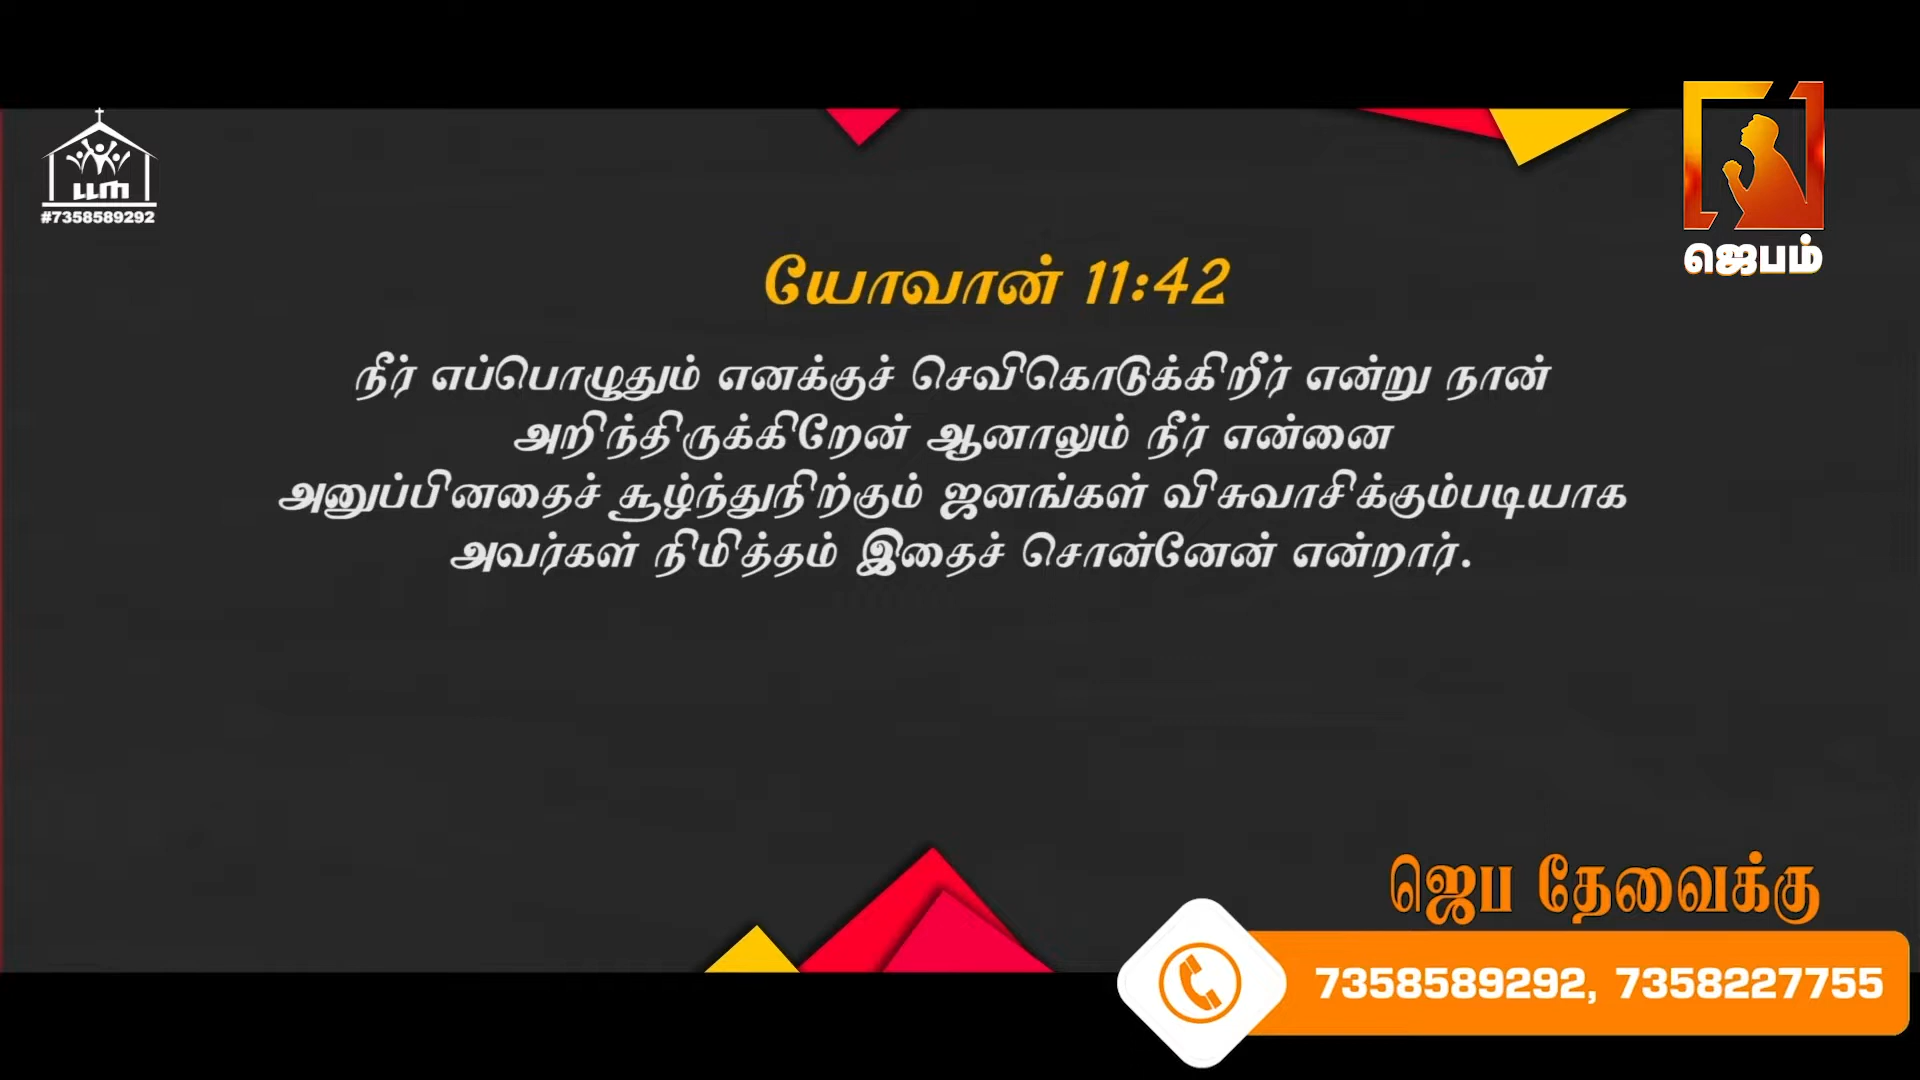 #7358589292
ஜெபம்
யோவான் 11:42
நீர் எப்பொழுதும் எனக்குச் செவிகொடுக்கிறீர் என்று நான்
அறிந்திருக்கிறேன் ஆனாலும் நீர் என்னை
அனுப்பினதைச் சூழ்ந்துநிற்கும் ஜனங்கள் விசுவாசிக்கும்படியாக
அவர்கள் நிமித்தம் இதைச் சொன்னேன் என்றார்.
ஜெப தேவைக்கு
7358589292, 7358227755